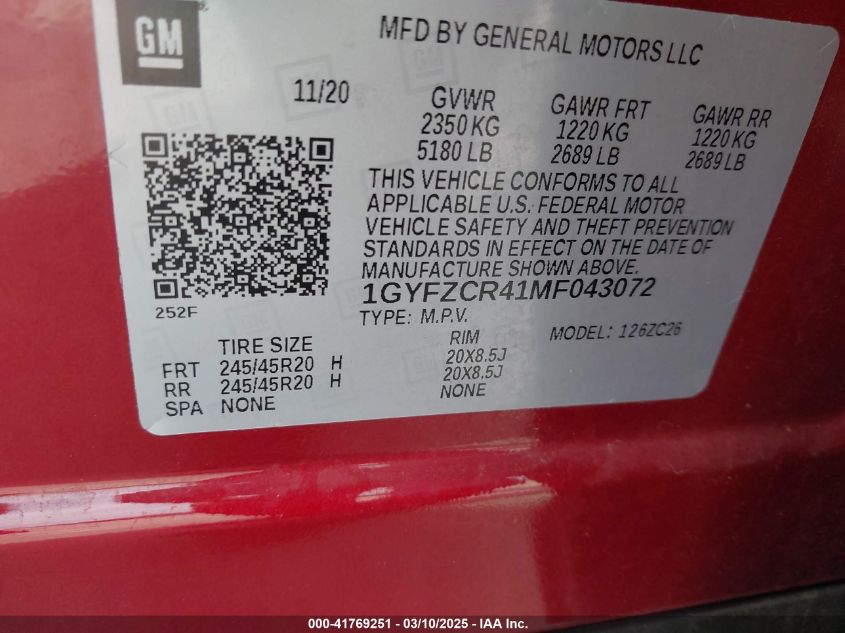 GM
MFD BY GENERAL MOTORS LLC
11/20
GVWR
2350 KG
5180 LB
GAWR FRT
1220 KG
2689 LB
GAWR RR
1220 KG
2689 LB
THIS VEHICLE CONFORMS TO ALL
APPLICABLE U.S. FEDERAL MOTOR
VEHICLE SAFETY AND THEFT PREVENTION
STANDARDS IN EFFECT ON THE DATE OF
MANUFACTURE SHOWN ABOVE.
1GYFZCR41MF043072
TYPE: M.P.V.
MODEL: 126ZC26
252F
TIRE SIZE RIM
FRT 245/45R20 H 20X8.5J
RR 245/45R20 H 20X8.5J
SPA NONE NONE
000-41769251 — 03/10/2025 — IAA Inc.